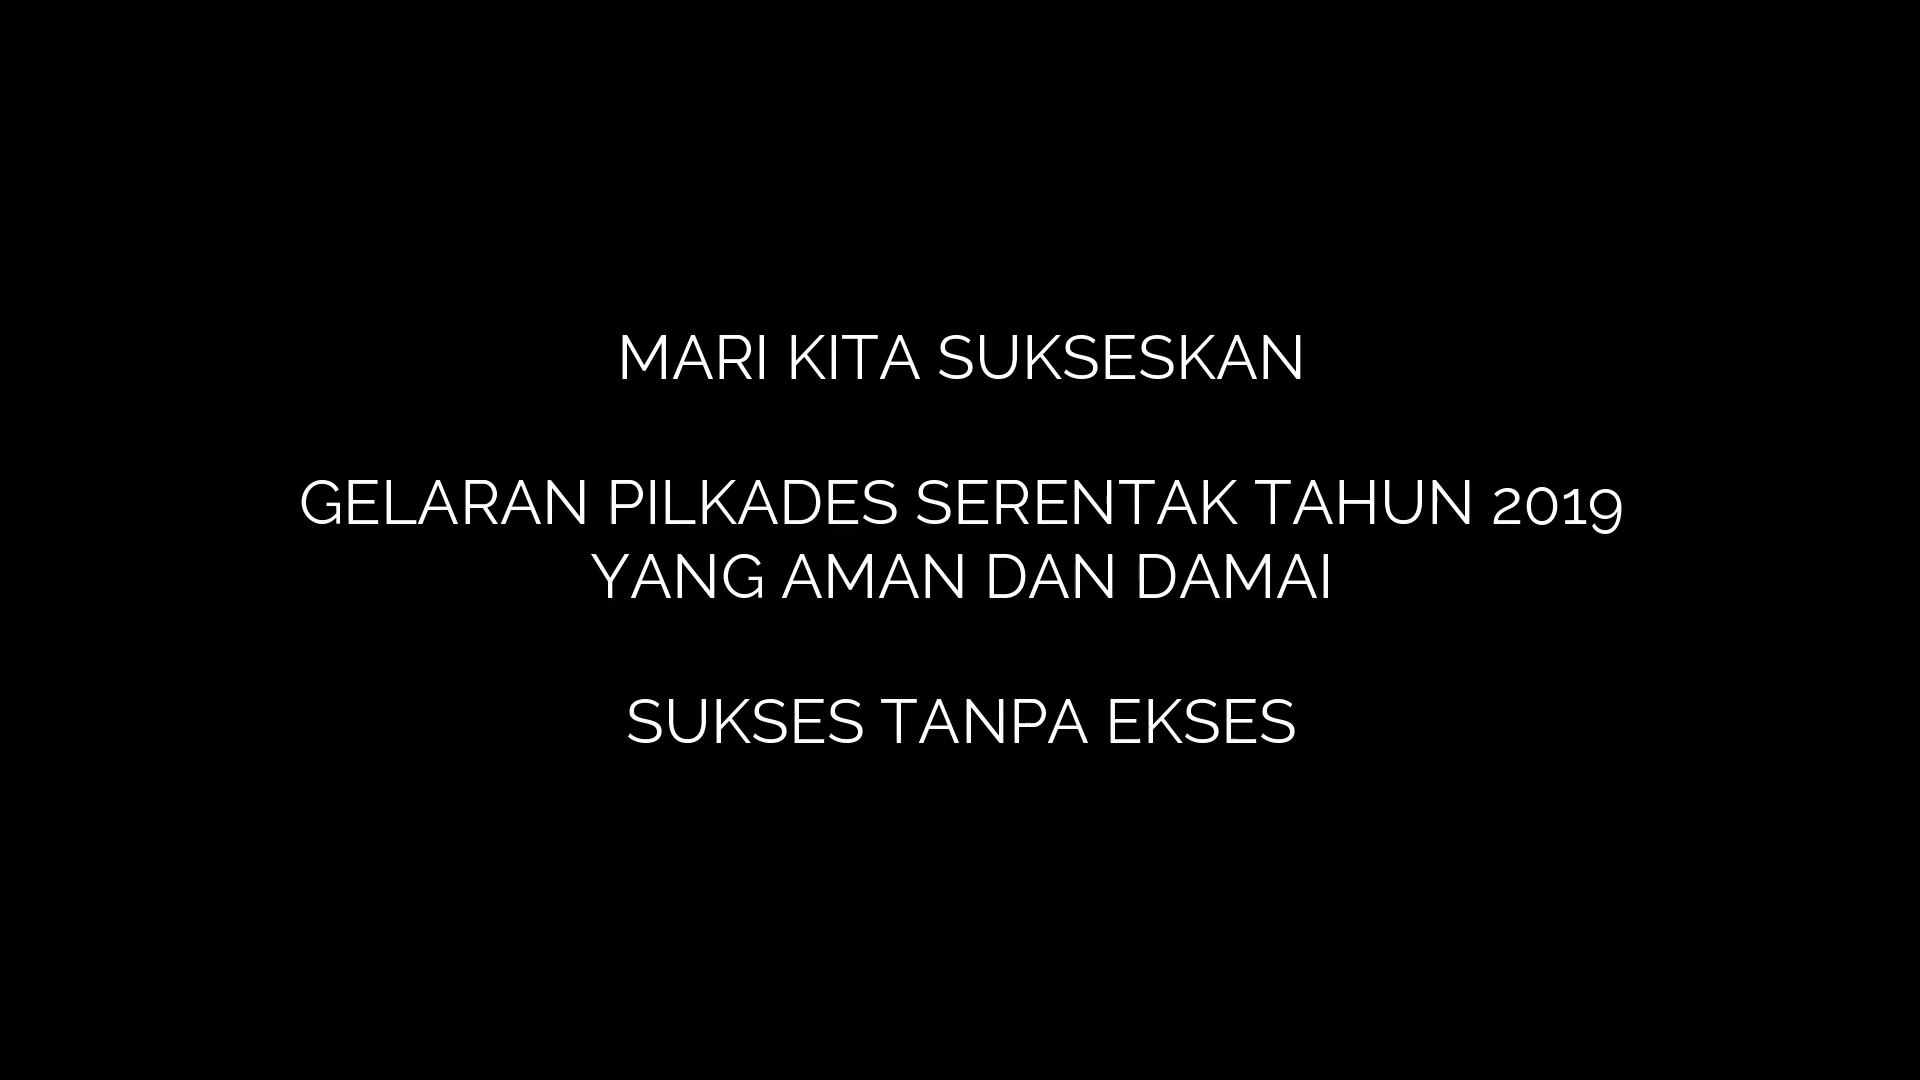 MARI KITA SUKSESKAN
GELARAN PILKADES SERENTAK TAHUN 2019
YANG AMAN DAN DAMAI
SUKSES TANPA EKSES